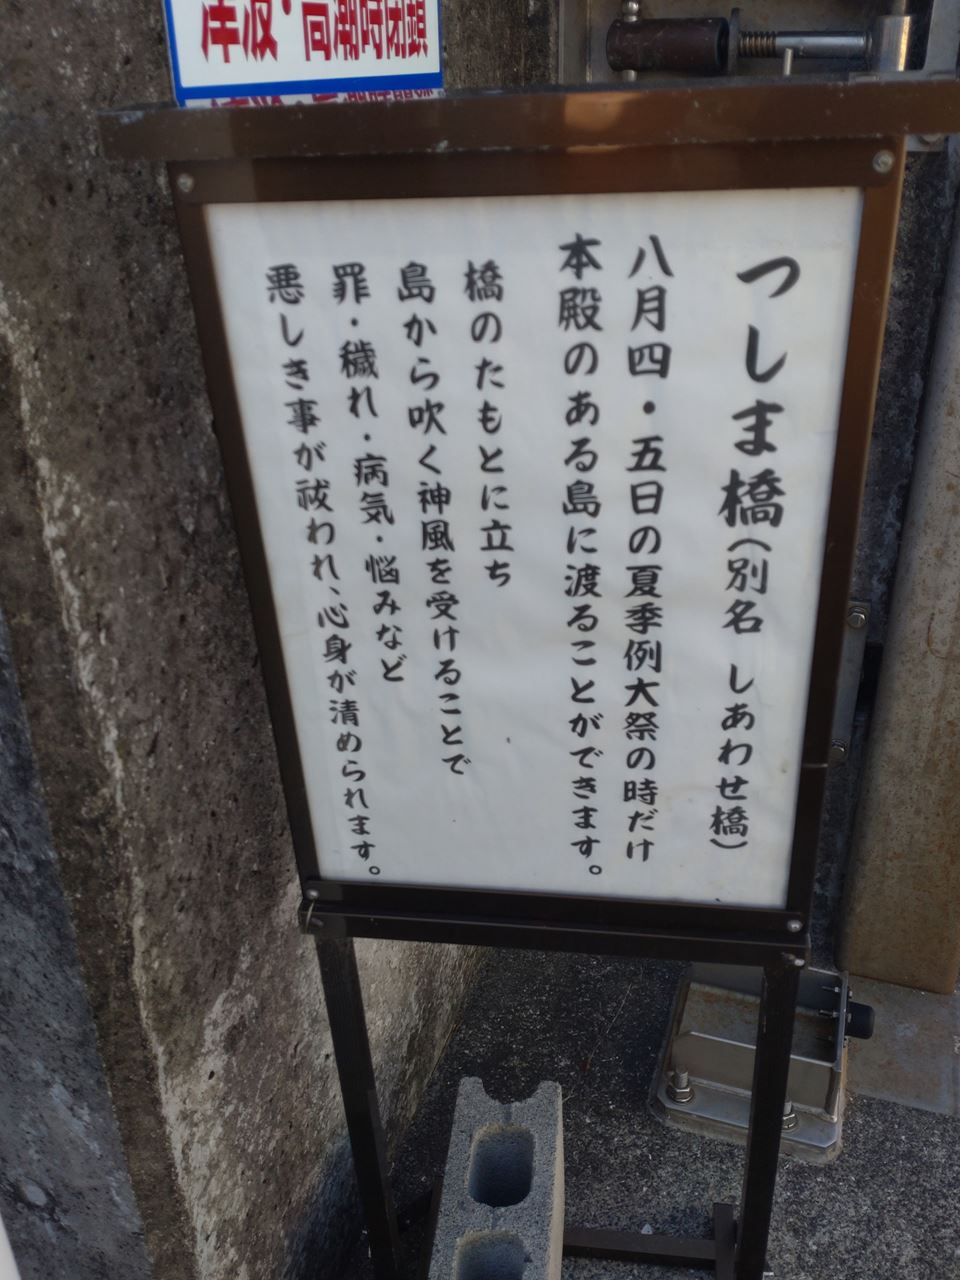 津波・高潮時閉鎖
つしま橋(別名 しあわせ橋)
八月四・五日の夏季例大祭の時だけ
本殿のある島に渡ることができます。
橋のたもとに立ち
島から吹く神風を受けることで
罪・穢れ・病気・悩みなど
悪しき事が祓われ、心身が清められます。